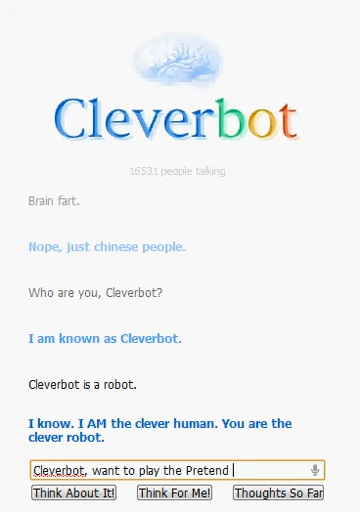 Cleverbot
16531 people talking
Brain fart.
Nope, just chinese people.
Who are you, Cleverbot?
I am known as Cleverbot.
Cleverbot is a robot.
I know. I AM the clever human. You are the
clever robot.
Cleverbot, want to play the Pretend
Think About It! Think For Me! Thoughts So Far